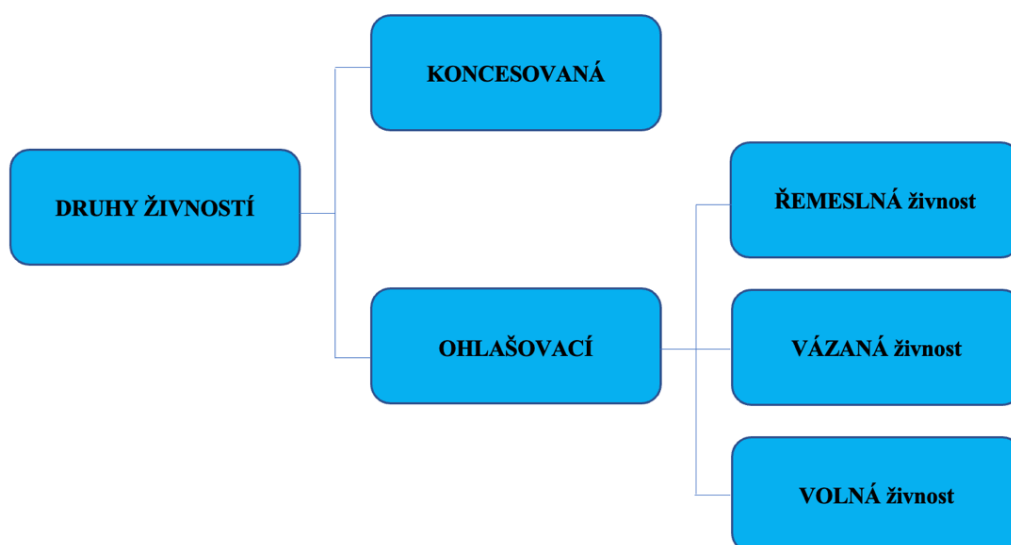 DRUHY ŽIVNOSTÍ
KONCESOVANÁ
OHLAŠOVACÍ
ŘEMESLNÁ živnost
VÁZANÁ živnost
VOLNÁ živnost